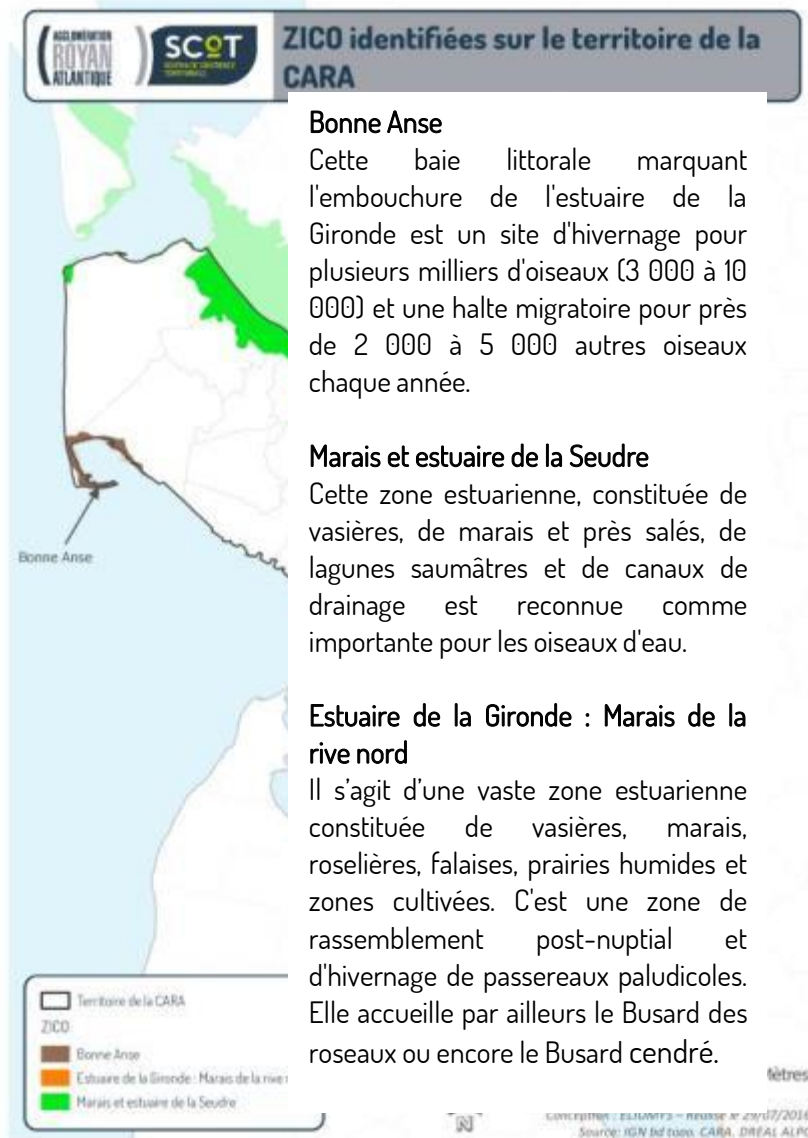 AGGLOMÉRATION
ROYAN
ATLANTIQUE
SCOT
ZICO identifiées sur le territoire de la
CARA
Bonne Anse
Cette baie littorale marquant
l'embouchure de l'estuaire de la
Gironde est un site d'hivernage pour
plusieurs milliers d'oiseaux (3 000 à 10
000) et une halte migratoire pour près
de 2 000 à 5 000 autres oiseaux
chaque année.
Marais et estuaire de la Seudre
Cette zone estuarienne, constituée de
vasières, de marais et près salés, de
lagunes saumâtres et de canaux de
drainage est reconnue comme
importante pour les oiseaux d'eau.
Estuaire de la Gironde : Marais de la
rive nord
Il s'agit d'une vaste zone estuarienne
constituée de vasières, marais,
roselières, falaises, prairies humides et
zones cultivées. C'est une zone de
rassemblement post-nuptial et
d'hivernage de passereaux paludicoles.
Elle accueille par ailleurs le Busard des
roseaux ou encore le Busard cendré.
Bonne Anse
Territoire de la CARA
ZICO
Bonne Anse
Estuaire de la Gironde : Marais de la rive
Marais et estuaire de la Seudre
N
Source: IGN bd topo, CARA, DREAL ALPC